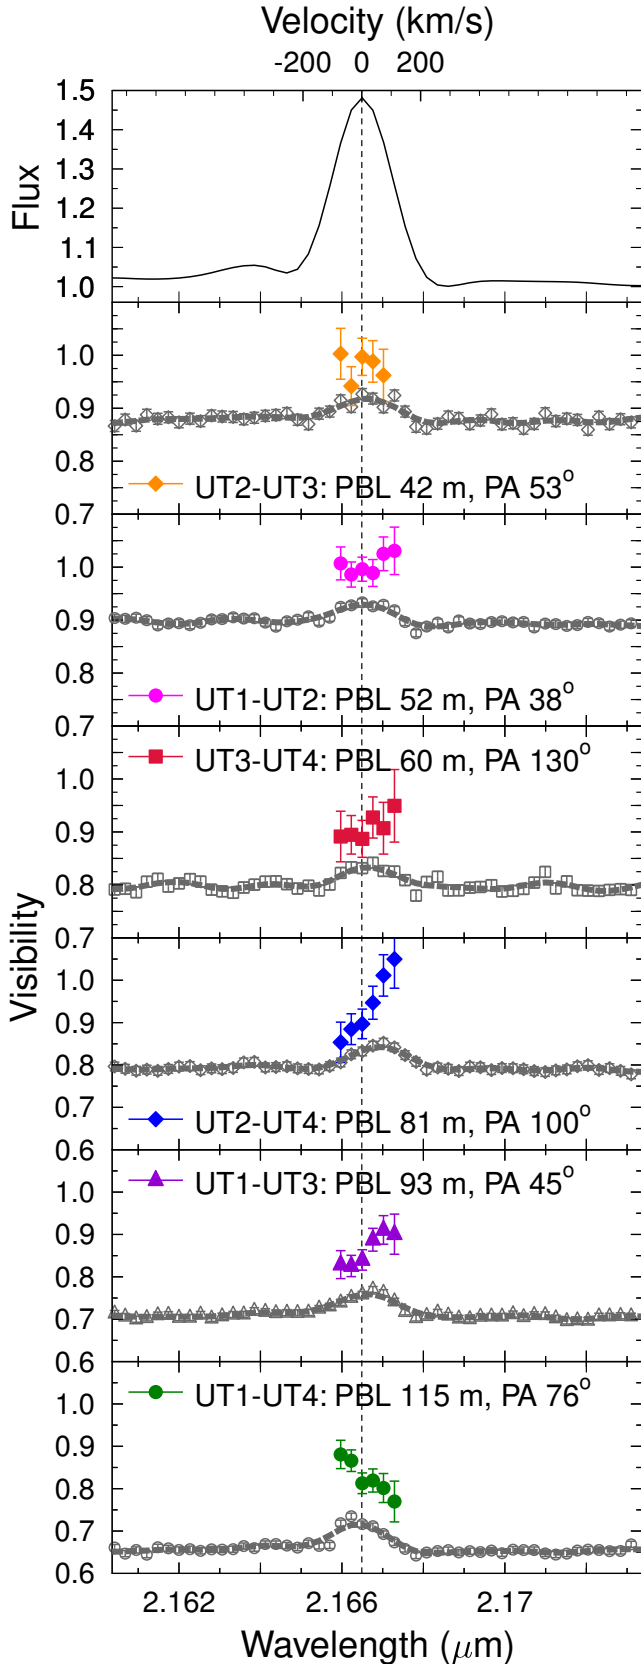 Velocity (km/s)
-200 0 200
Flux
1.5
1.4
1.3
1.2
1.1
1.0
1.0
0.9
0.8
UT2-UT3: PBL 42 m, PA 53°
0.7
1.0
0.9
0.8
UT1-UT2: PBL 52 m, PA 38°
0.7
UT3-UT4: PBL 60 m, PA 130°
1.0
0.9
0.8
0.7
Visibility
1.0
0.9
0.8
0.7
UT2-UT4: PBL 81 m, PA 100°
0.6
UT1-UT3: PBL 93 m, PA 45°
1.0
0.9
0.8
0.7
0.6
UT1-UT4: PBL 115 m, PA 76°
1.0
0.9
0.8
0.7
0.6
2.162 2.166 2.17
Wavelength (μm)